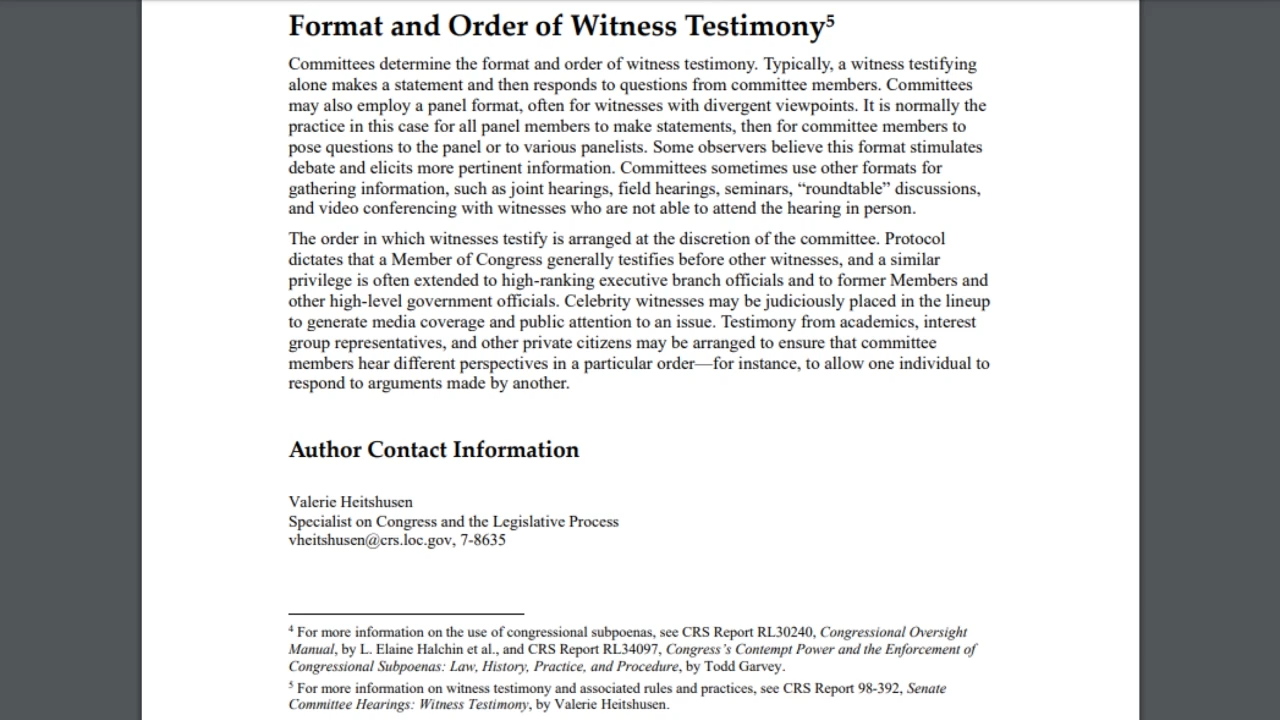 Format and Order of Witness Testimony⁵
Committees determine the format and order of witness testimony. Typically, a witness testifying
alone makes a statement and then responds to questions from committee members. Committees
may also employ a panel format, often for witnesses with divergent viewpoints. It is normally the
practice in this case for all panel members to make statements, then for committee members to
pose questions to the panel or to various panelists. Some observers believe this format stimulates
debate and elicits more pertinent information. Committees sometimes use other formats for
gathering information, such as joint hearings, field hearings, seminars, “roundtable” discussions,
and video conferencing with witnesses who are not able to attend the hearing in person.
The order in which witnesses testify is arranged at the discretion of the committee. Protocol
dictates that a Member of Congress generally testifies before other witnesses, and a similar
privilege is often extended to high-ranking executive branch officials and to former Members and
other high-level government officials. Celebrity witnesses may be judiciously placed in the lineup
to generate media coverage and public attention to an issue. Testimony from academics, interest
group representatives, and other private citizens may be arranged to ensure that committee
members hear different perspectives in a particular order—for instance, to allow one individual to
respond to arguments made by another.
Author Contact Information
Valerie Heitshusen
Specialist on Congress and the Legislative Process
vheitshusen@crs.loc.gov, 7-8635
⁴ For more information on the use of congressional subpoenas, see CRS Report RL30240, Congressional Oversight
Manual, by L. Elaine Halchin et al., and CRS Report RL34097, Congress’s Contempt Power and the Enforcement of
Congressional Subpoenas: Law, History, Practice, and Procedure, by Todd Garvey.
⁵ For more information on witness testimony and associated rules and practices, see CRS Report 98-392, Senate
Committee Hearings: Witness Testimony, by Valerie Heitshusen.